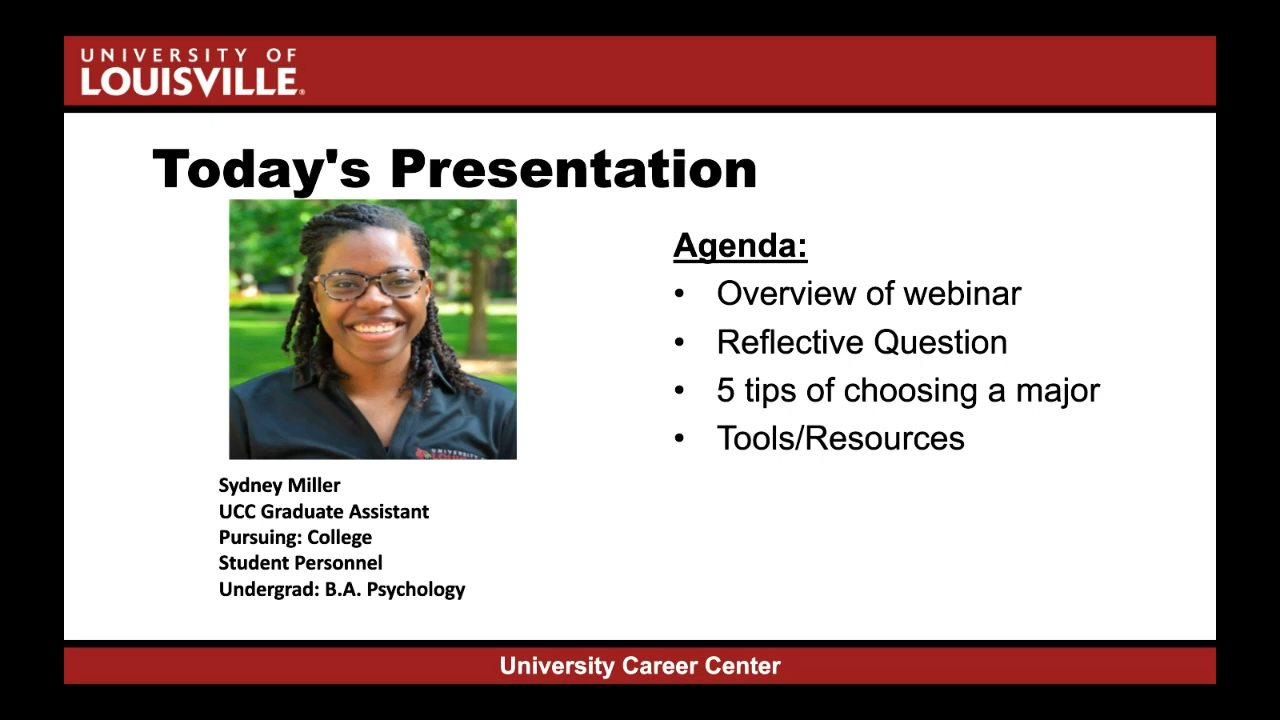 UNIVERSITY OF
LOUISVILLE®
Today's Presentation
Sydney Miller
UCC Graduate Assistant
Pursuing: College
Student Personnel
Undergrad: B.A. Psychology
Agenda:
• Overview of webinar
• Reflective Question
• 5 tips of choosing a major
• Tools/Resources
University Career Center